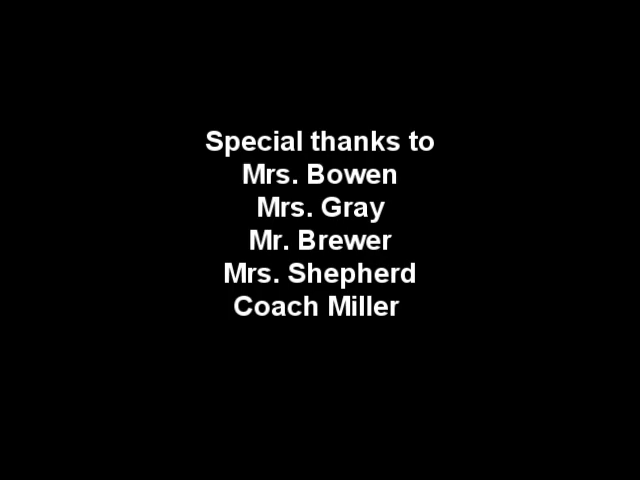 Special thanks to
Mrs. Bowen
Mrs. Gray
Mr. Brewer
Mrs. Shepherd
Coach Miller